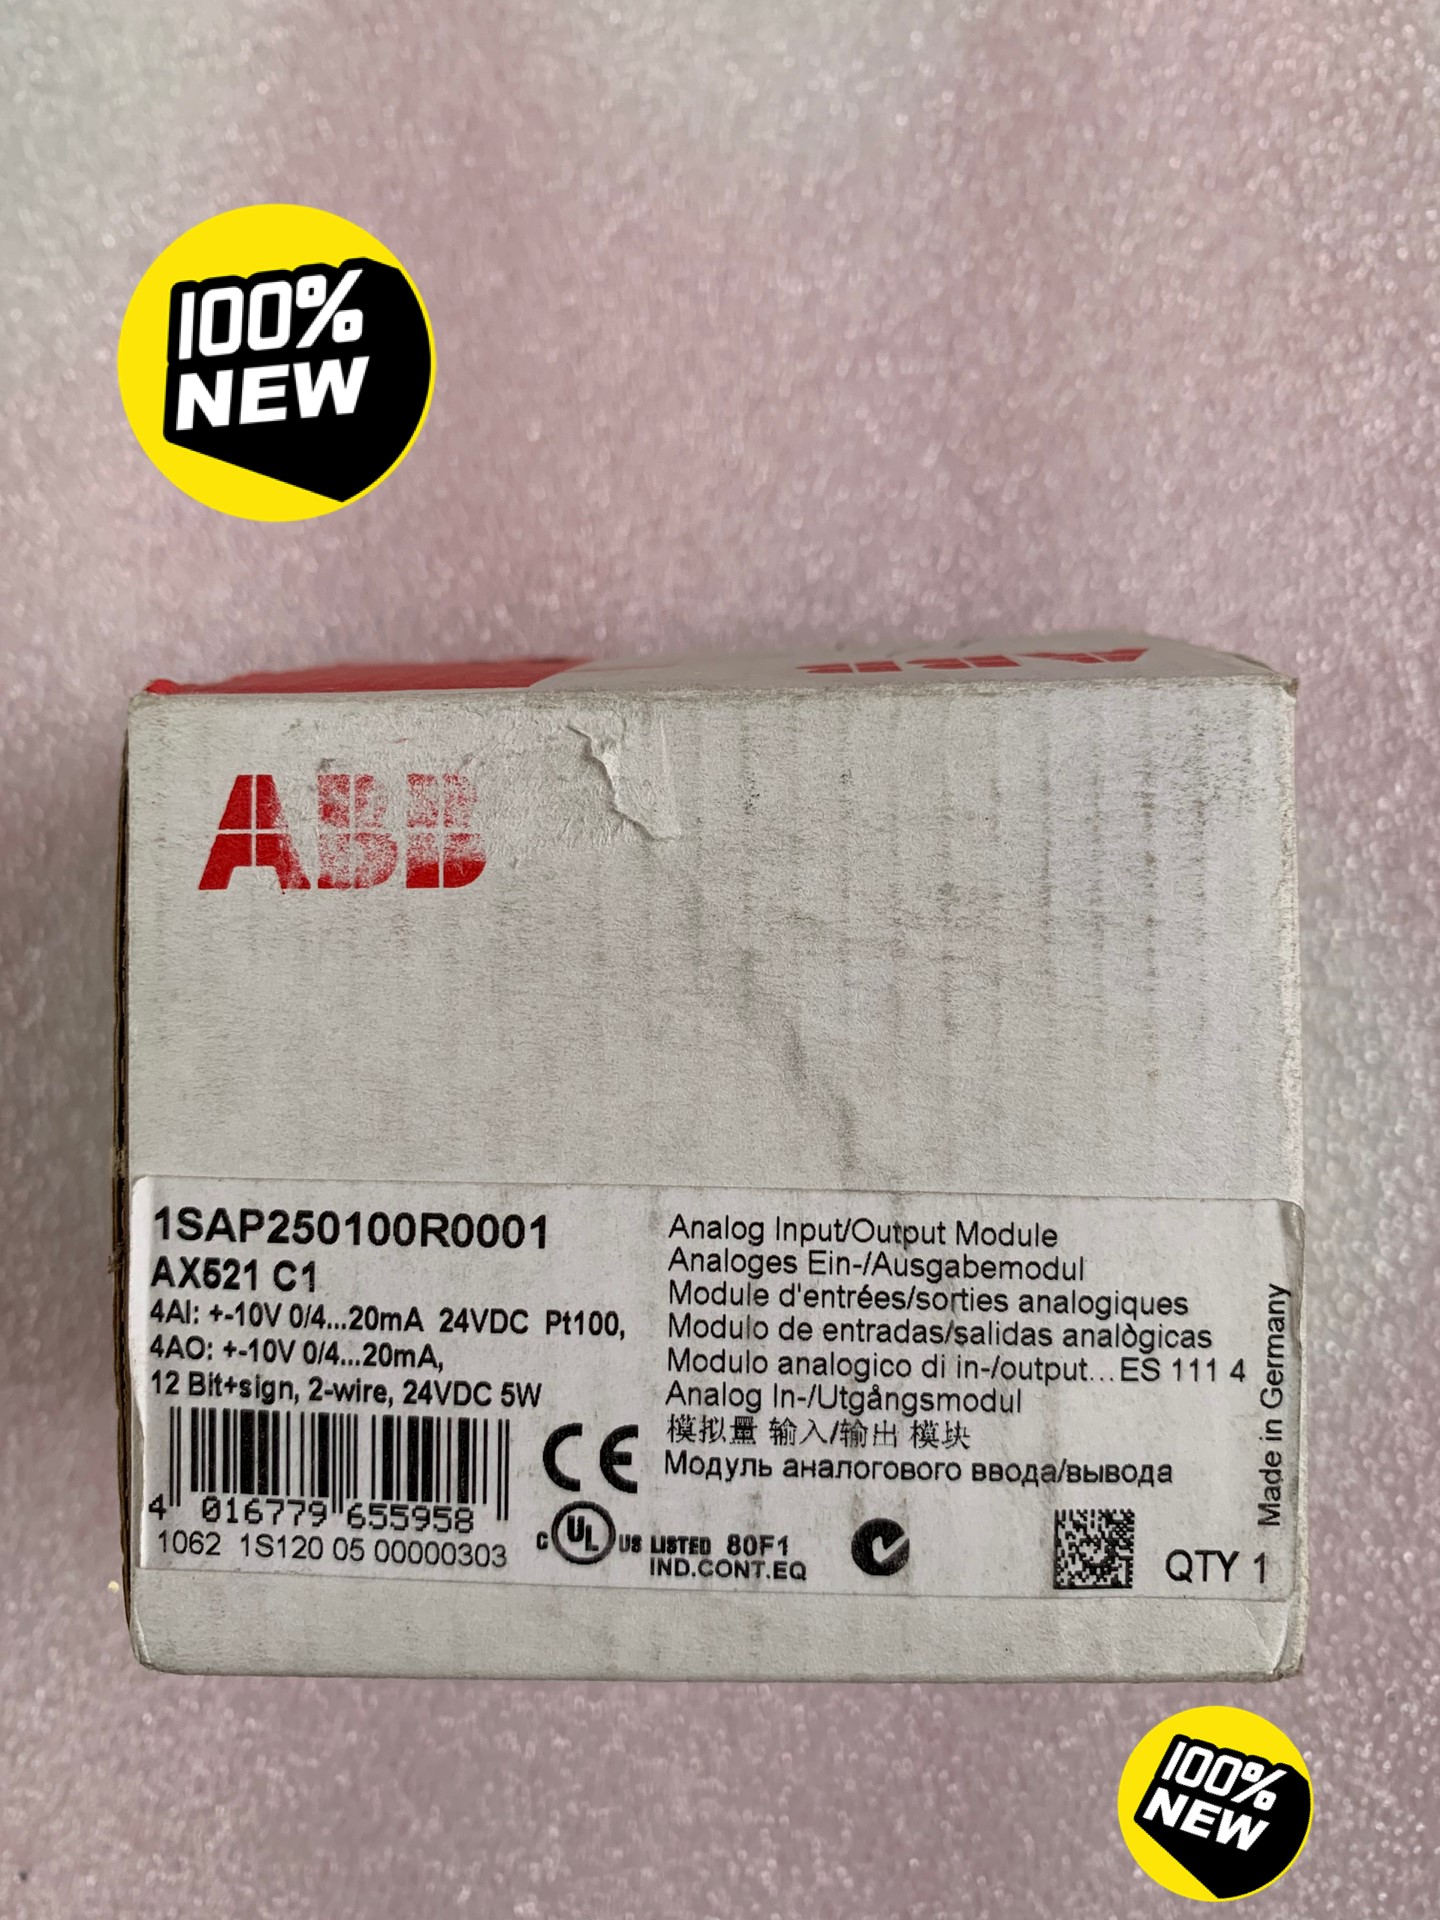 100%
NEW
ABB
ABB
1SAP250100R0001
AX521 C1
4AI: +-10V 0/4...20mA 24VDC Pt100,
4AO: +-10V 0/4...20mA,
12 Bit+sign, 2-wire, 24VDC 5W
4 016779 655958
1062 1S120 05 00000303
Analog Input/Output Module
Analoges Ein-/Ausgabemodul
Module d'entrées/sorties analogiques
Modulo de entradas/salidas analògicas
Modulo analogico di in-/output...ES 111 4
Analog In-/Utgångsmodul
模拟量 输入/输出 模块
Модуль аналогового ввода/вывода
CE
C UL US LISTED 80F1
IND.CONT.EQ
QTY 1
Made in Germany
100%
NEW